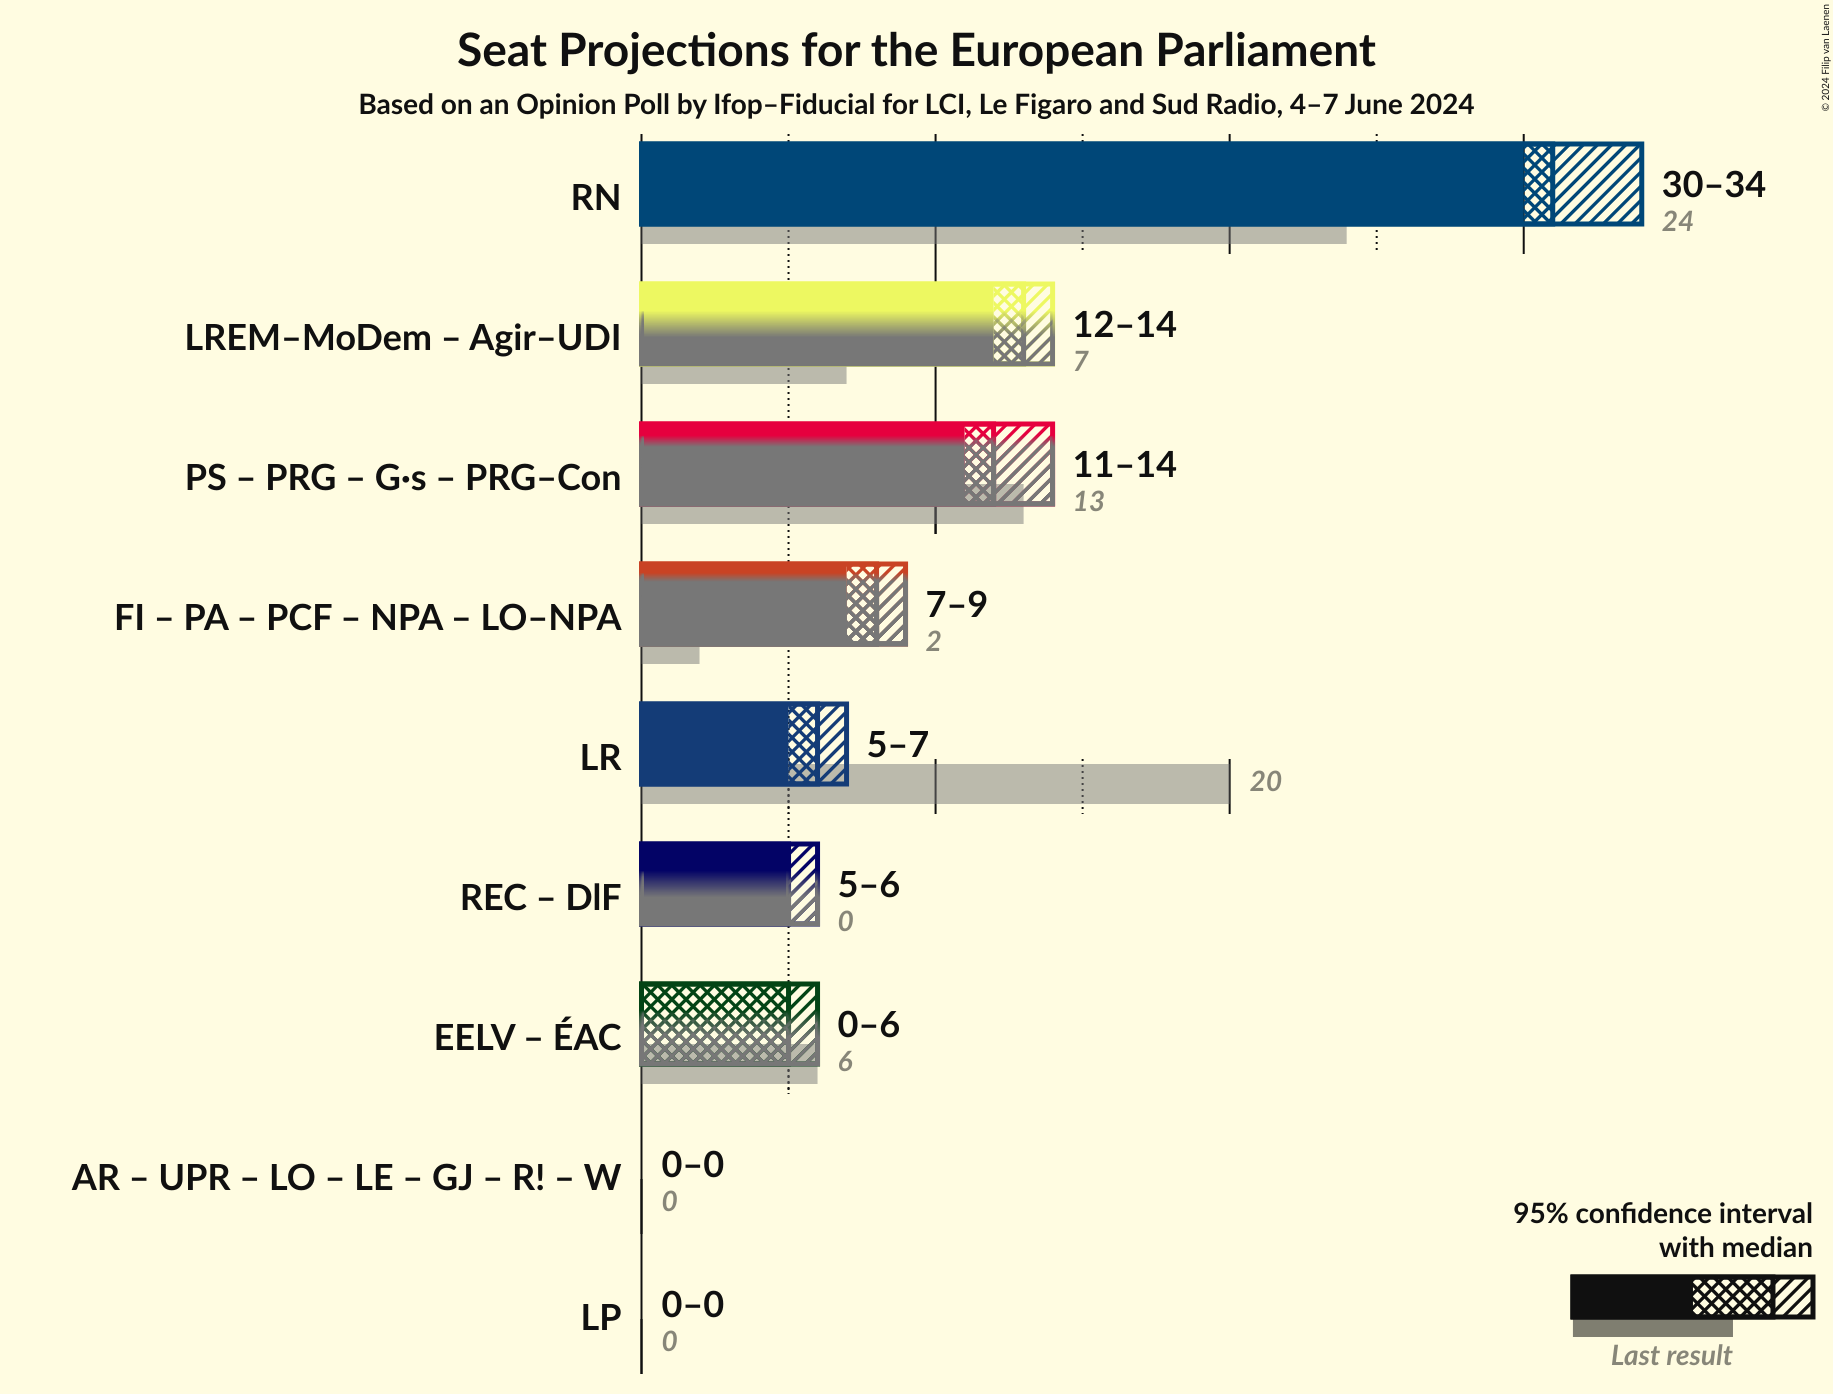 Seat Projections for the European Parliament
Based on an Opinion Poll by Ifop–Fiducial for LCI, Le Figaro and Sud Radio, 4–7 June 2024
© 2024 Filip van Laenen
RN
30–34
24
LREM–MoDem – Agir–UDI
12–14
7
PS – PRG – G·s – PRG–Con
11–14
13
FI – PA – PCF – NPA – LO–NPA
7–9
2
LR
5–7
20
REC – DlF
5–6
0
EELV – ÉAC
0–6
6
AR – UPR – LO – LE – GJ – R! – W
0–0
0
LP
0–0
0
95% confidence interval
with median
Last result